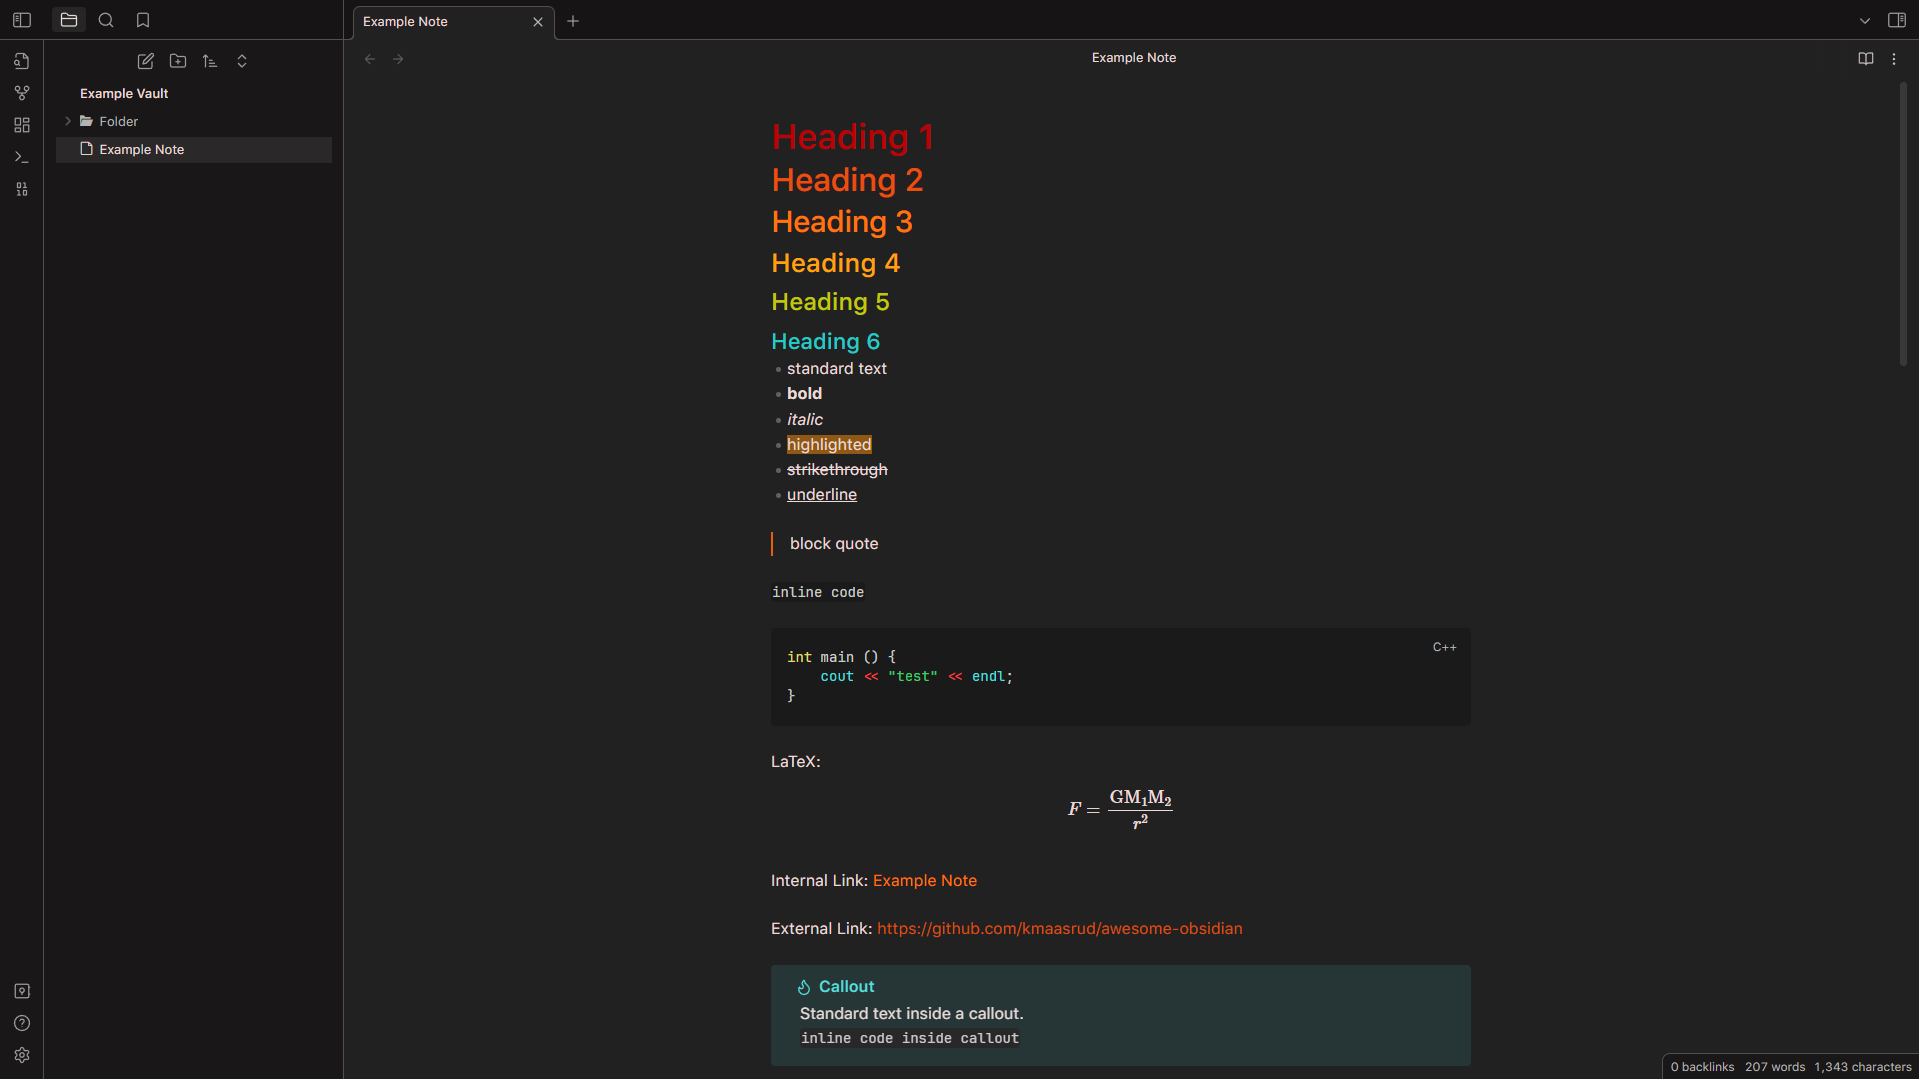 Example Note
Example Note
Example Vault
Folder
Example Note
Heading 1
Heading 2
Heading 3
Heading 4
Heading 5
Heading 6
standard text
bold
italic
highlighted
strikethrough
underline
block quote
inline code
C++
int main () {
cout << "test" << endl;
}
LaTeX:
F = GM₁M₂ / r²
Internal Link: Example Note
External Link: https://github.com/kmaasrud/awesome-obsidian
Callout
Standard text inside a callout.
inline code inside callout
0 backlinks 207 words 1,343 characters